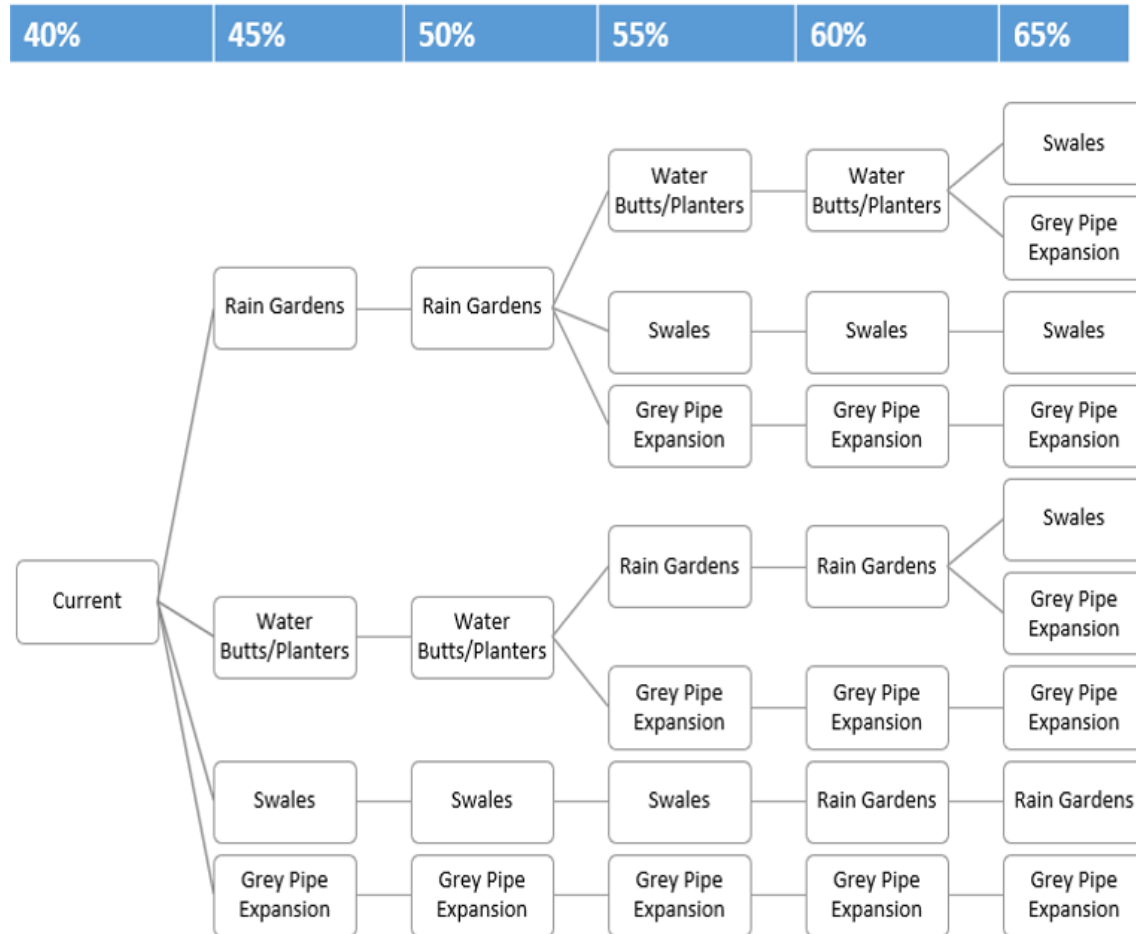 40% 45% 50% 55% 60% 65%
Swales
Water
Butts/Planters
Water
Butts/Planters
Grey Pipe
Expansion
Rain Gardens
Rain Gardens
Swales
Swales
Swales
Grey Pipe
Expansion
Grey Pipe
Expansion
Grey Pipe
Expansion
Swales
Rain Gardens
Rain Gardens
Current
Grey Pipe
Expansion
Water
Butts/Planters
Water
Butts/Planters
Grey Pipe
Expansion
Grey Pipe
Expansion
Grey Pipe
Expansion
Swales
Swales
Swales
Rain Gardens
Rain Gardens
Grey Pipe
Expansion
Grey Pipe
Expansion
Grey Pipe
Expansion
Grey Pipe
Expansion
Grey Pipe
Expansion